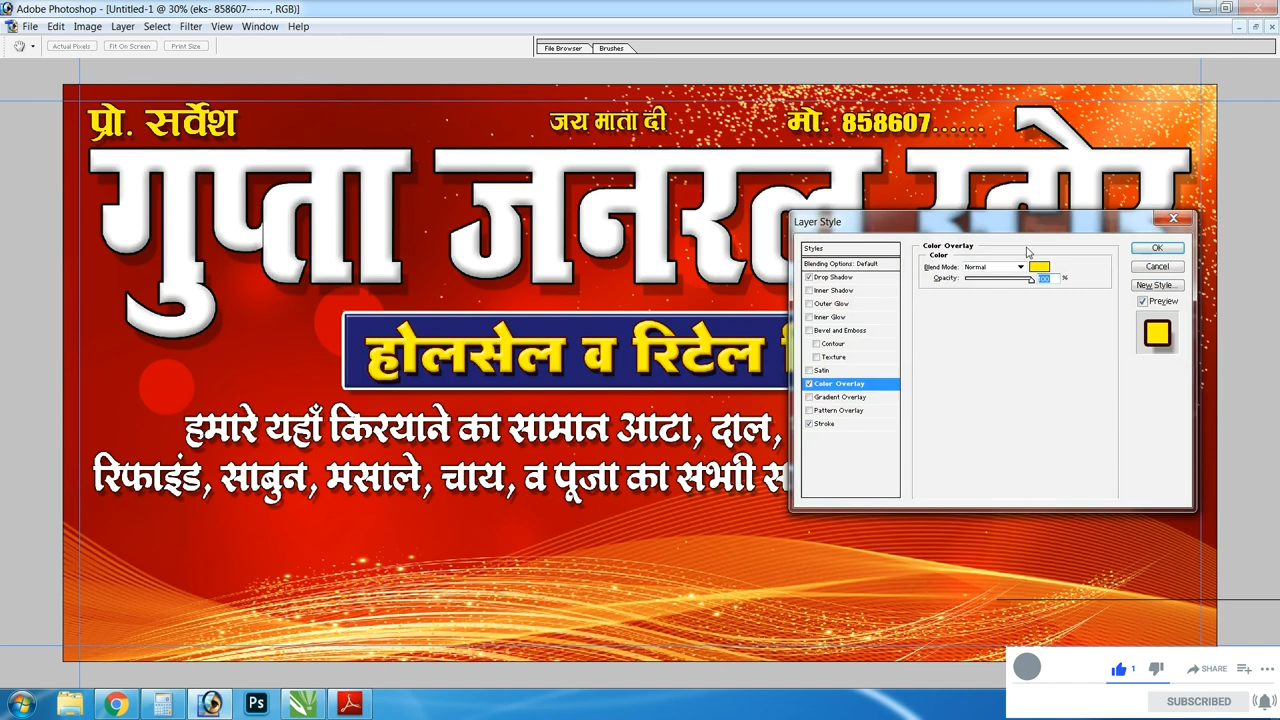 Adobe Photoshop - [Untitled-1 @ 30% (eks- 858607------, RGB)]
File Edit Image Layer Select Filter View Window Help
Actual Pixels Fit On Screen Print Size File Browser Brushes
प्रो. सर्वेश जय माता दी मो. 858607......
गुप्ता जनरल स्टोर
होलसेल व रिटेल
हमारे यहाँ किरयाने का सामान आटा, दाल,
रिफाइंड, साबुन, मसाले, चाय, व पूजा का सभाी
Layer Style
Styles
Blending Options: Default
Drop Shadow
Inner Shadow
Outer Glow
Inner Glow
Bevel and Emboss
Contour
Texture
Satin
Color Overlay
Gradient Overlay
Pattern Overlay
Stroke
Color Overlay
Color
Blend Mode: Normal
Opacity: 100 %
OK
Cancel
New Style...
Preview
Ps
1 SHARE
SUBSCRIBED